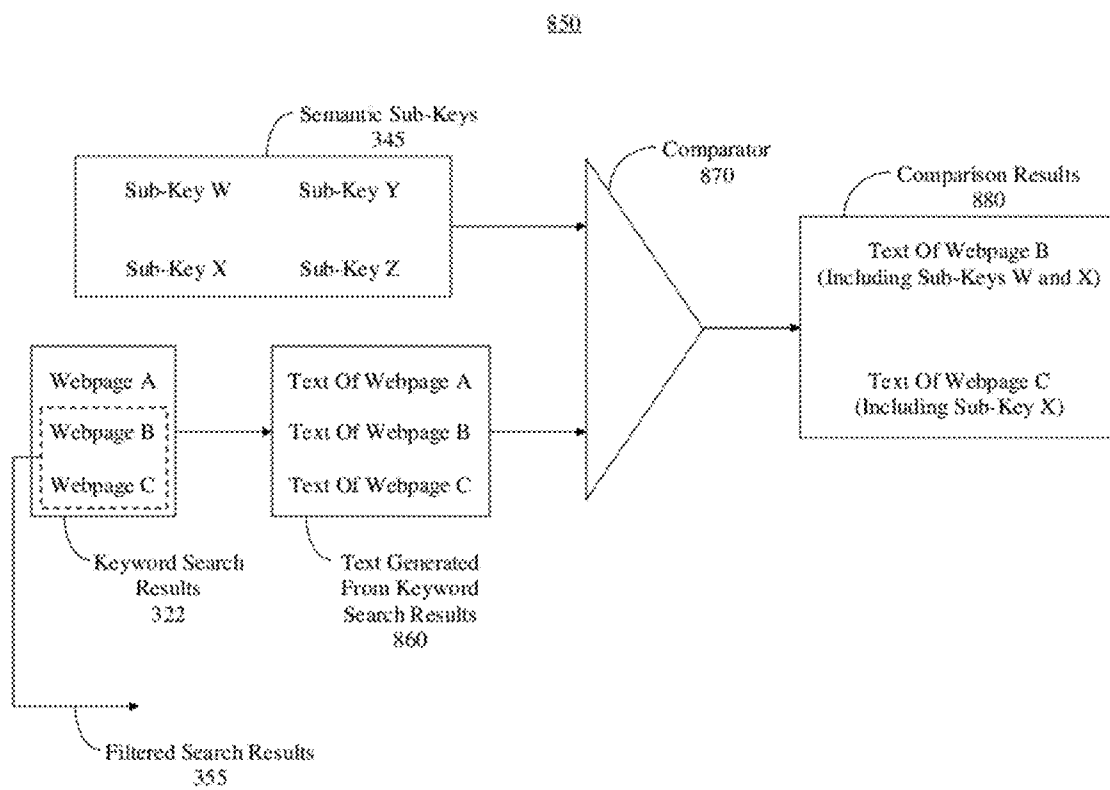 850
Semantic Sub-Keys
345
Sub-Key W Sub-Key Y
Sub-Key X Sub-Key Z
Comparator
870
Comparison Results
880
Text Of Webpage B
(Including Sub-Keys W and X)
Text Of Webpage C
(Including Sub-Key X)
Webpage A
Webpage B
Webpage C
Text Of Webpage A
Text Of Webpage B
Text Of Webpage C
Keyword Search
Results
322
Text Generated
From Keyword
Search Results
860
Filtered Search Results
355